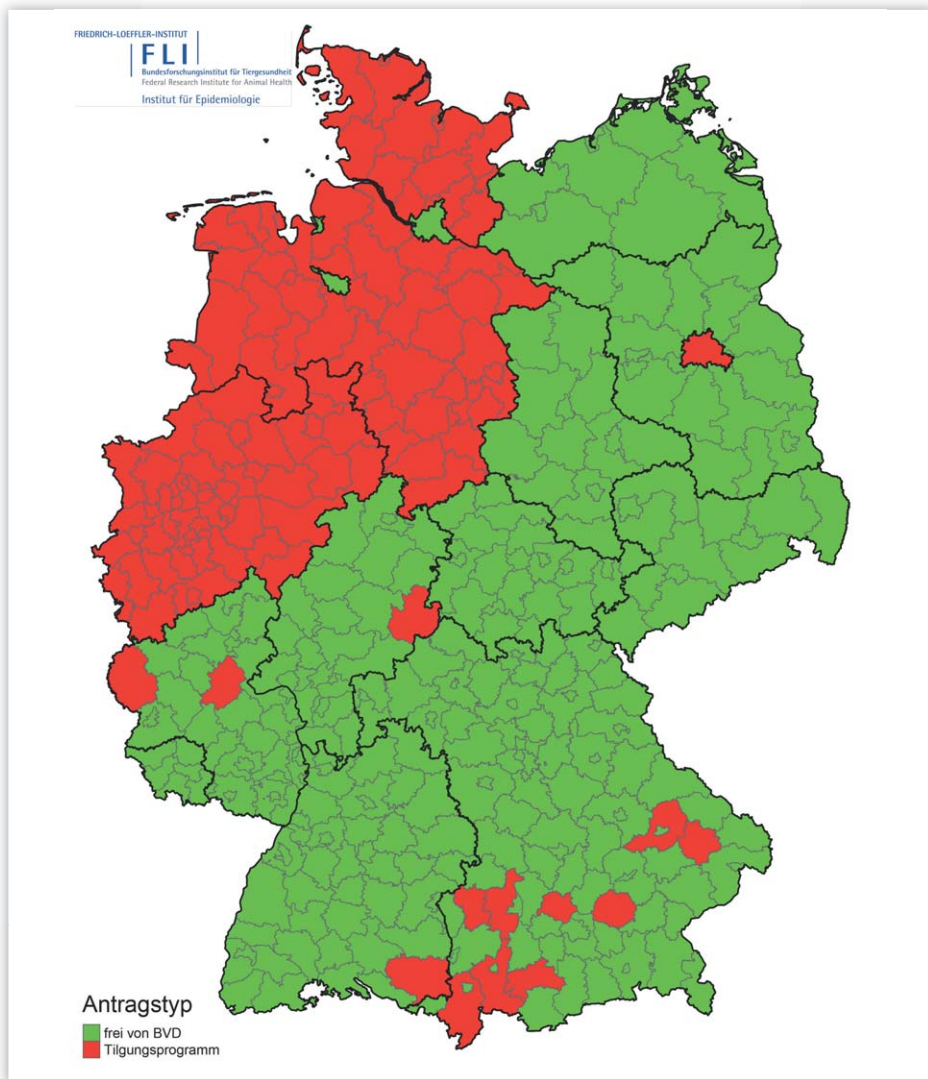 FRIEDRICH-LOEFFLER-INSTITUT
FLI
Bundesforschungsinstitut für Tiergesundheit
Federal Research Institute for Animal Health
Institut für Epidemiologie
Antragstyp
frei von BVD
Tilgungsprogramm